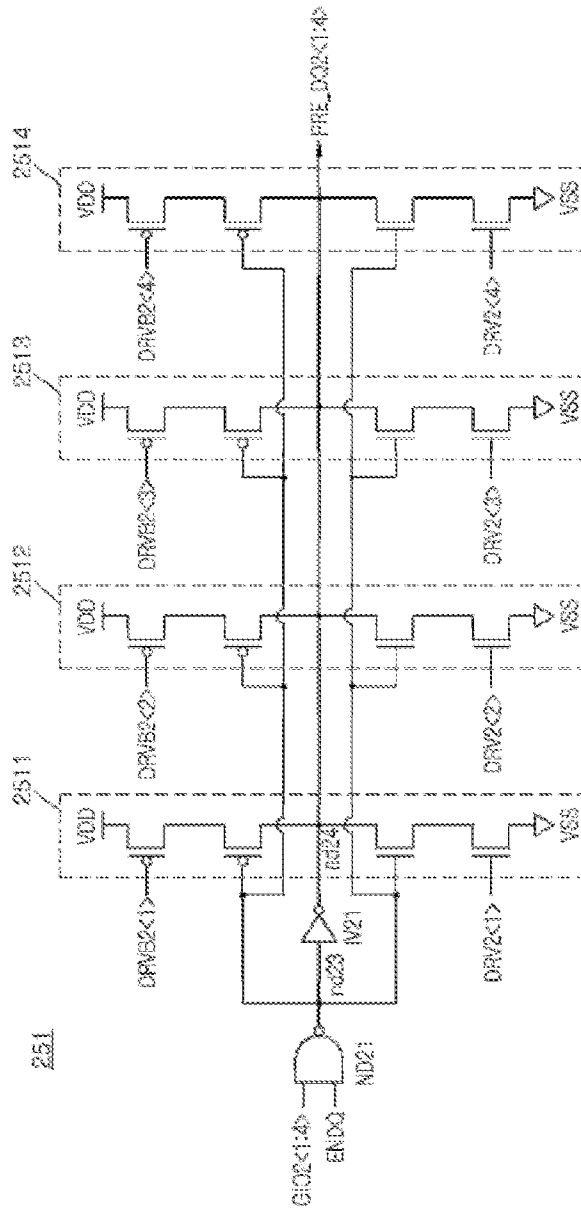 251
2511
2512
2513
2514
VDD
VDD
VDD
VDD
DRVB2<1>
DRVB2<2>
DRVB2<3>
DRVB2<4>
GIO2<1:4>
ENDQ
ND21
nd23
IV21
nd24
PRE_DQ2<1:4>
DRV2<1>
DRV2<2>
DRV2<3>
DRV2<4>
VSS
VSS
VSS
VSS